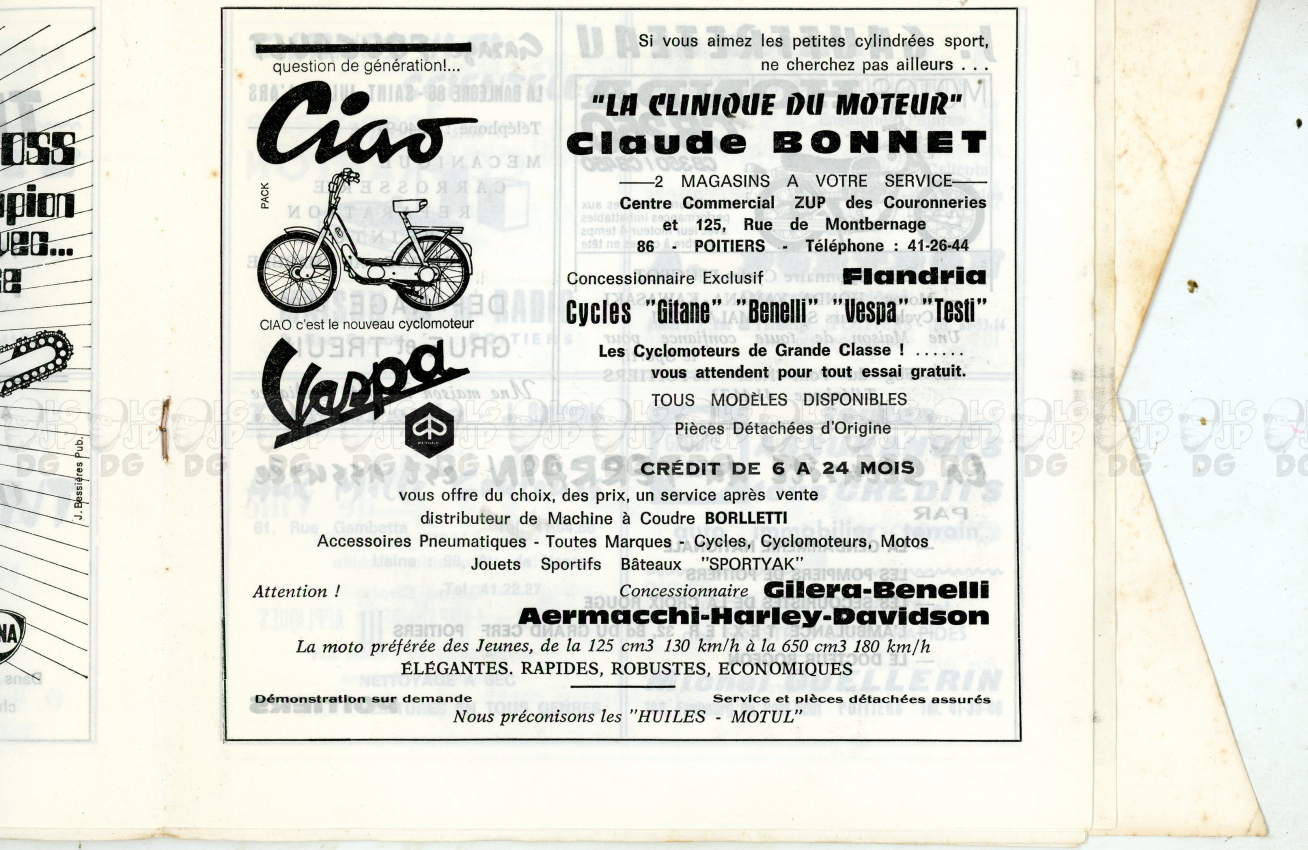 question de génération!...
Ciao
PACK
CIAO c'est le nouveau cyclomoteur
Vespa
Si vous aimez les petites cylindrées sport,
ne cherchez pas ailleurs . . .
"LA CLINIQUE DU MOTEUR"
Claude BONNET
——2 MAGASINS A VOTRE SERVICE——
Centre Commercial ZUP des Couronneries
et 125, Rue de Montbernage
86 - POITIERS - Téléphone : 41-26-44
Concessionnaire Exclusif Flandria
Cycles "Gitane" "Benelli" "Vespa" "Testi"
Les Cyclomoteurs de Grande Classe ! ......
vous attendent pour tout essai gratuit.
TOUS MODÈLES DISPONIBLES
Pièces Détachées d'Origine
CRÉDIT DE 6 A 24 MOIS
vous offre du choix, des prix, un service après vente
distributeur de Machine à Coudre BORLLETTI
Accessoires Pneumatiques - Toutes Marques - Cycles, Cyclomoteurs, Motos
Jouets Sportifs Bâteaux "SPORTYAK"
Attention ! Concessionnaire Gilera-Benelli
Aermacchi-Harley-Davidson
La moto préférée des Jeunes, de la 125 cm3 130 km/h à la 650 cm3 180 km/h
ÉLÉGANTES. RAPIDES, ROBUSTES, ECONOMIQUES
Démonstration sur demande Service et pièces détachées assurés
Nous préconisons les "HUILES - MOTUL"
J. Bessières Pub.